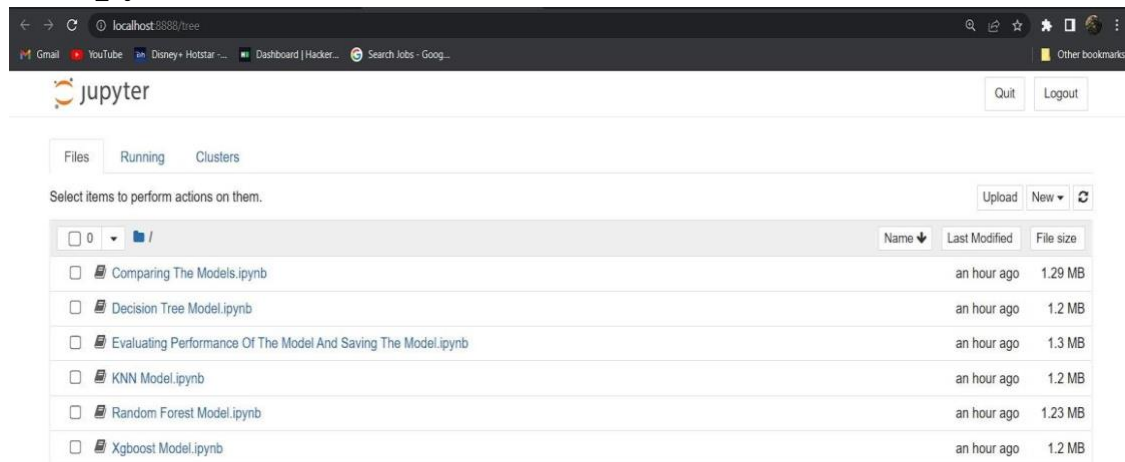 localhost:8888/tree
Gmail YouTube Disney+ Hotstar -... Dashboard | Hacker... Search Jobs - Goog... Other bookmarks
jupyter Quit Logout
Files Running Clusters
Select items to perform actions on them. Upload New
0 / Name Last Modified File size
Comparing The Models.ipynb an hour ago 1.29 MB
Decision Tree Model.ipynb an hour ago 1.2 MB
Evaluating Performance Of The Model And Saving The Model.ipynb an hour ago 1.3 MB
KNN Model.ipynb an hour ago 1.2 MB
Random Forest Model.ipynb an hour ago 1.23 MB
Xgboost Model.ipynb an hour ago 1.2 MB